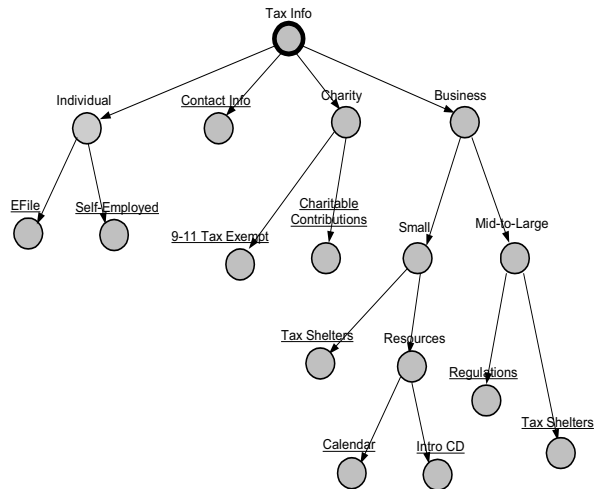 Tax Info
Individual
Contact Info
Charity
Business
EFile
Self-Employed
9-11 Tax Exempt
Charitable
Contributions
Small
Mid-to-Large
Tax Shelters
Resources
Regulations
Tax Shelters
Calendar
Intro CD